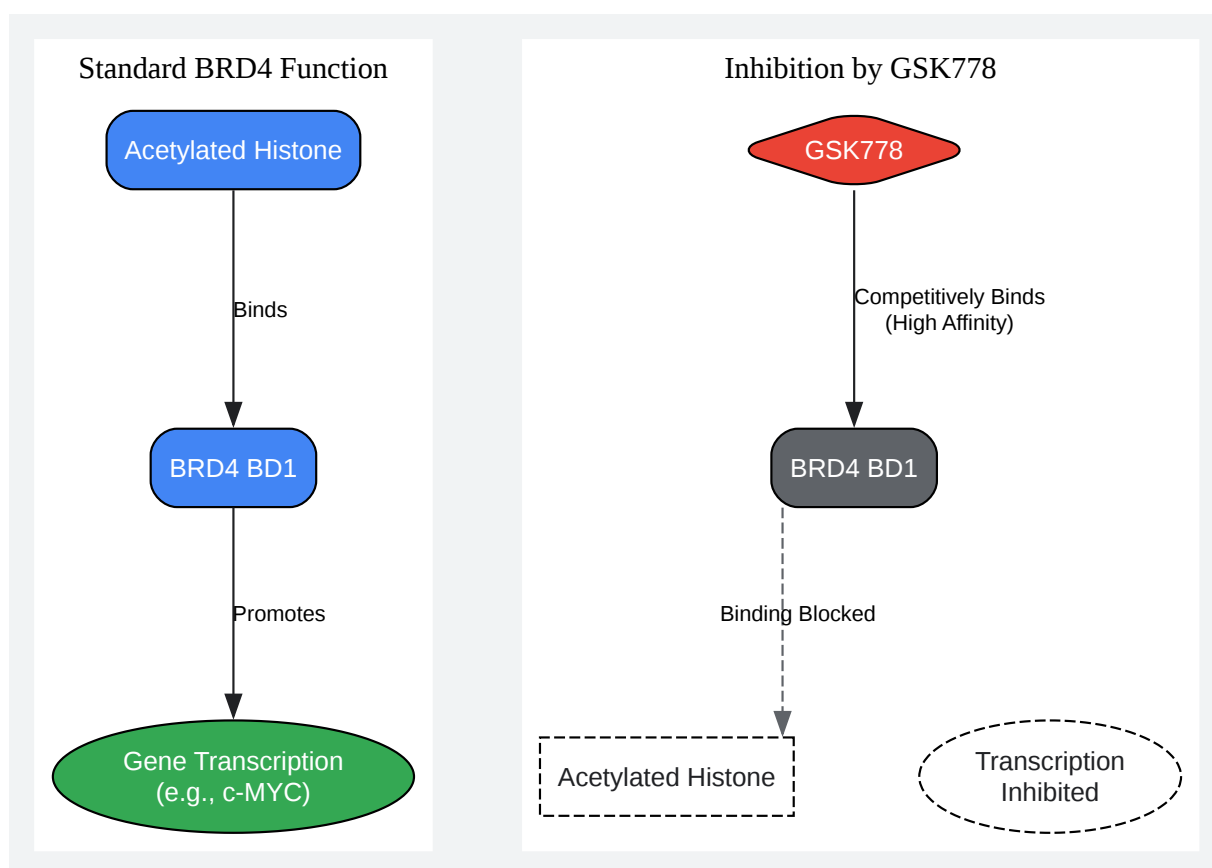 Standard BRD4 Function
Acetylated Histone
Binds
BRD4 BD1
Promotes
Gene Transcription
(e.g., c-MYC)
Inhibition by GSK778
GSK778
Competitively Binds
(High Affinity)
BRD4 BD1
Binding Blocked
Acetylated Histone
Transcription
Inhibited